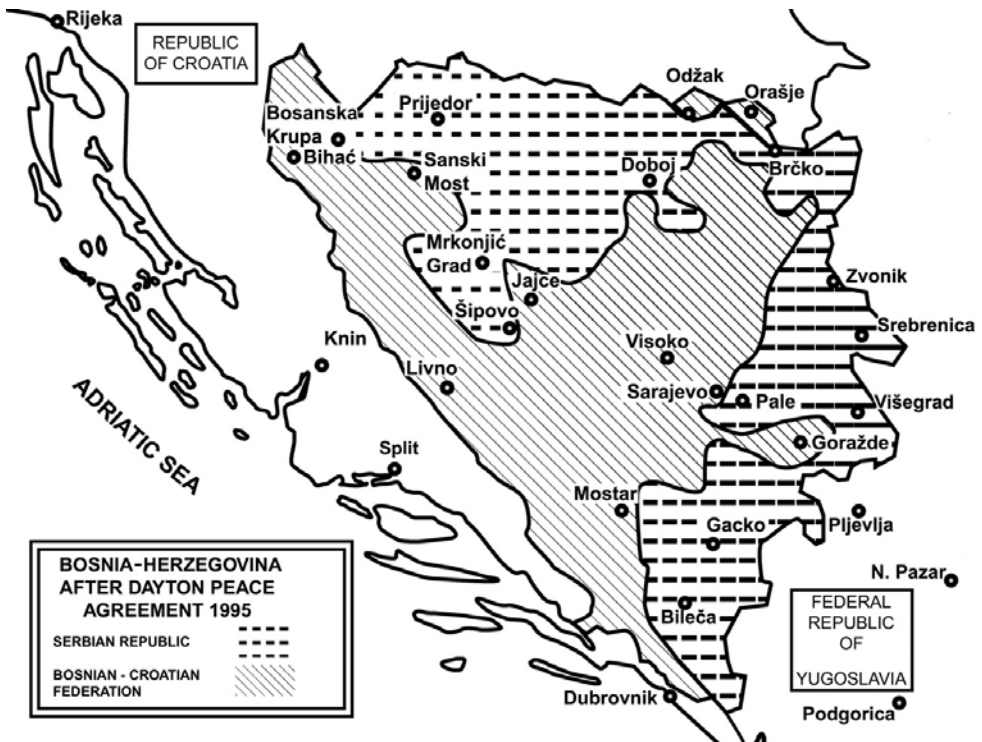 Rijeka
REPUBLIC
OF CROATIA
Odžak
Orašje
Prijedor
Bosanska
Krupa
Bihać
Sanski
Most
Doboj
Brčko
Mrkonjić
Grad
Jajce
Zvonik
Šipovo
Srebrenica
Knin
Visoko
Livno
Sarajevo
Pale
Višegrad
ADRIATIC SEA
Goražde
Split
Mostar
Gacko
Pljevlja
N. Pazar
Bileća
FEDERAL
REPUBLIC
OF
YUGOSLAVIA
Dubrovnik
Podgorica
BOSNIA-HERZEGOVINA
AFTER DAYTON PEACE
AGREEMENT 1995
SERBIAN REPUBLIC
BOSNIAN - CROATIAN
FEDERATION